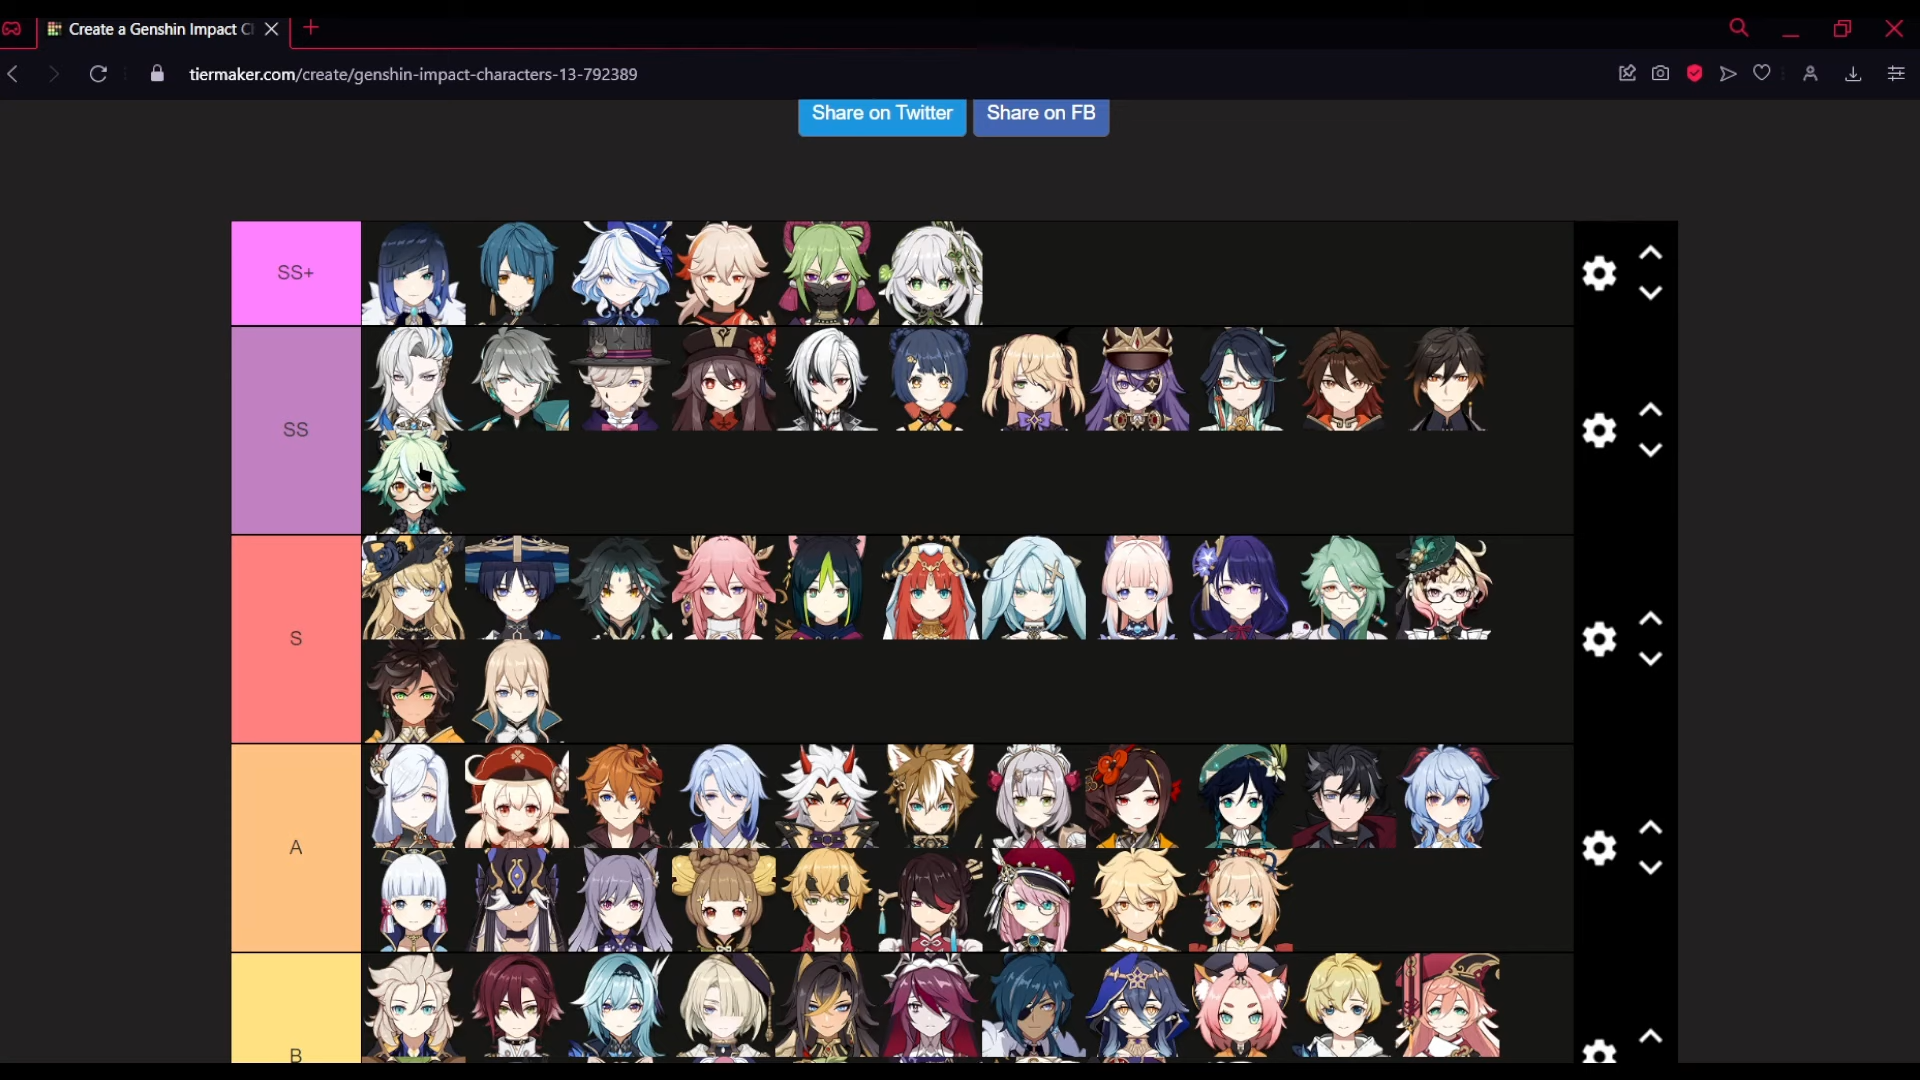 Create a Genshin Impact C
tiermaker.com/create/genshin-impact-characters-13-792389
Share on Twitter
Share on FB
SS+
SS
S
A
B